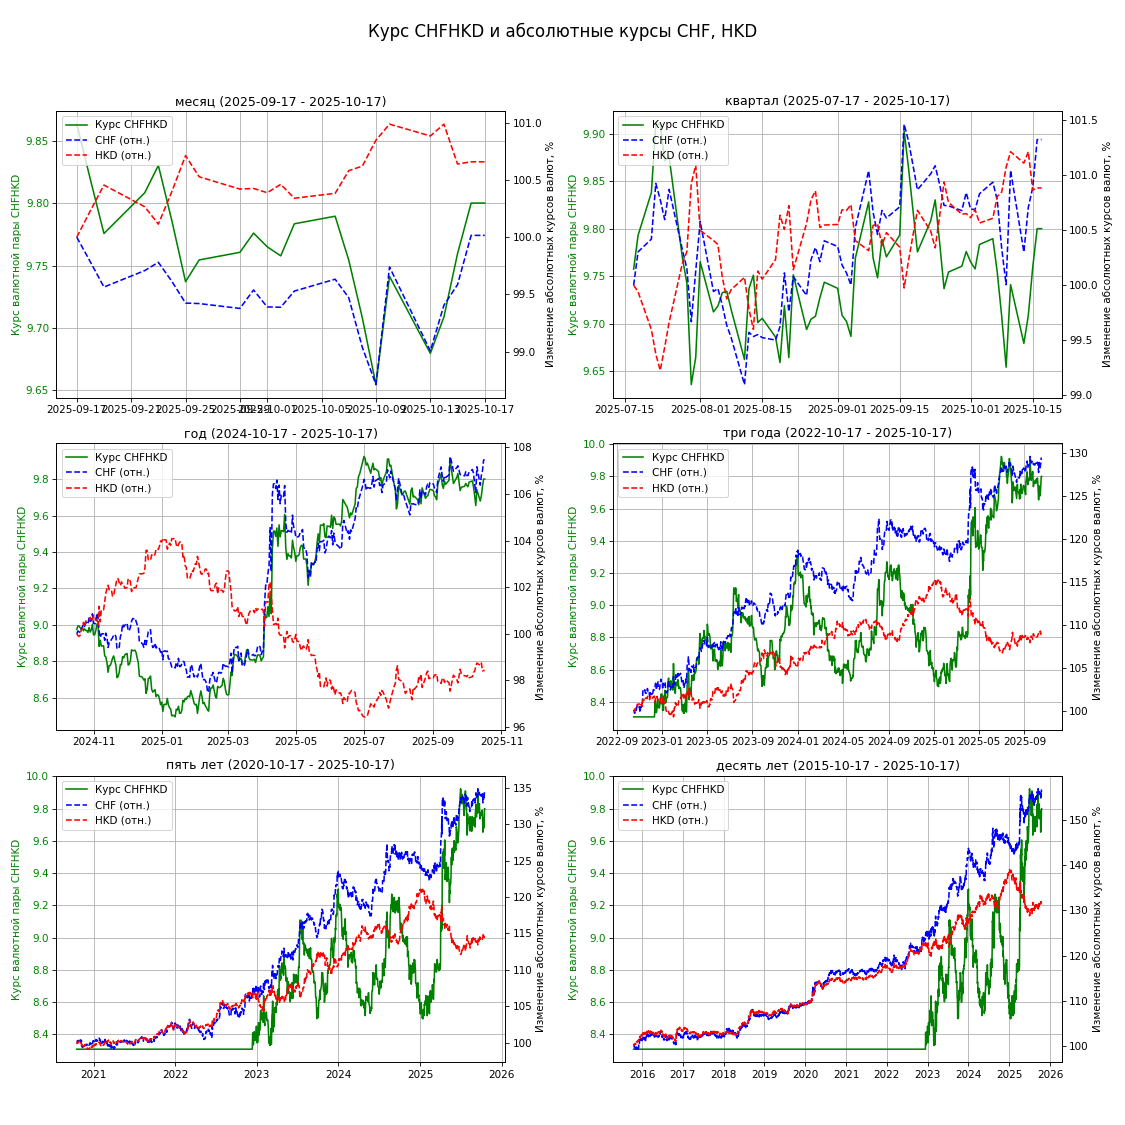 Курс CHFHKD и абсолютные курсы CHF, HKD
месяц (2025-09-17 - 2025-10-17)
Курс CHFHKD
CHF (отн.)
HKD (отн.)
Курс валютной пары CHFHKD
Изменение абсолютных курсов валют, %
9.85
9.80
9.75
9.70
9.65
101.0
100.5
100.0
99.5
99.0
2025-09-17 2025-09-21 2025-09-25 2025-09-29 2025-10-01 2025-10-05 2025-10-09 2025-10-13 2025-10-17
квартал (2025-07-17 - 2025-10-17)
Курс CHFHKD
CHF (отн.)
HKD (отн.)
Курс валютной пары CHFHKD
Изменение абсолютных курсов валют, %
9.90
9.85
9.80
9.75
9.70
9.65
101.5
101.0
100.5
100.0
99.5
99.0
2025-07-15 2025-08-01 2025-08-15 2025-09-01 2025-09-15 2025-10-01 2025-10-15
год (2024-10-17 - 2025-10-17)
Курс CHFHKD
CHF (отн.)
HKD (отн.)
Курс валютной пары CHFHKD
Изменение абсолютных курсов валют, %
9.8
9.6
9.4
9.2
9.0
8.8
8.6
108
106
104
102
100
98
96
2024-11 2025-01 2025-03 2025-05 2025-07 2025-09 2025-11
три года (2022-10-17 - 2025-10-17)
Курс CHFHKD
CHF (отн.)
HKD (отн.)
Курс валютной пары CHFHKD
Изменение абсолютных курсов валют, %
10.0
9.8
9.6
9.4
9.2
9.0
8.8
8.6
8.4
130
125
120
115
110
105
100
2022-09 2023-01 2023-05 2023-09 2024-01 2024-05 2024-09 2025-01 2025-05 2025-09
пять лет (2020-10-17 - 2025-10-17)
Курс CHFHKD
CHF (отн.)
HKD (отн.)
Курс валютной пары CHFHKD
Изменение абсолютных курсов валют, %
10.0
9.8
9.6
9.4
9.2
9.0
8.8
8.6
8.4
135
130
125
120
115
110
105
100
2021 2022 2023 2024 2025 2026
десять лет (2015-10-17 - 2025-10-17)
Курс CHFHKD
CHF (отн.)
HKD (отн.)
Курс валютной пары CHFHKD
Изменение абсолютных курсов валют, %
10.0
9.8
9.6
9.4
9.2
9.0
8.8
8.6
8.4
150
140
130
120
110
100
2016 2017 2018 2019 2020 2021 2022 2023 2024 2025 2026